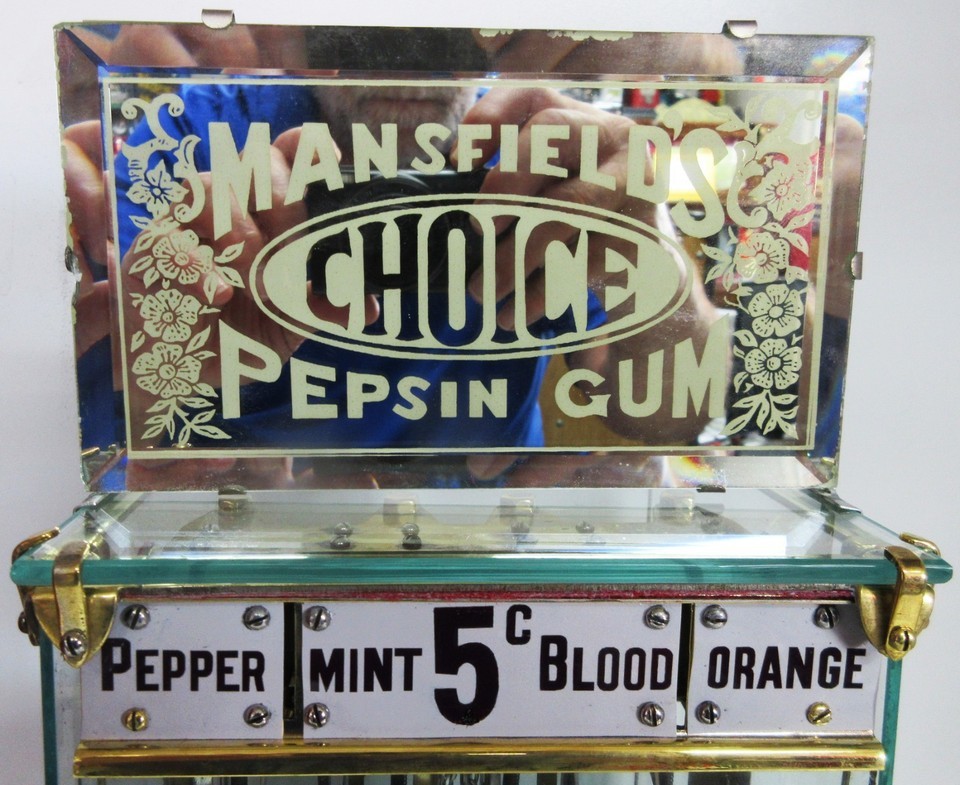 MANSFIELD'S
CHOICE
PEPSIN GUM
PEPPER MINT 5c BLOOD ORANGE